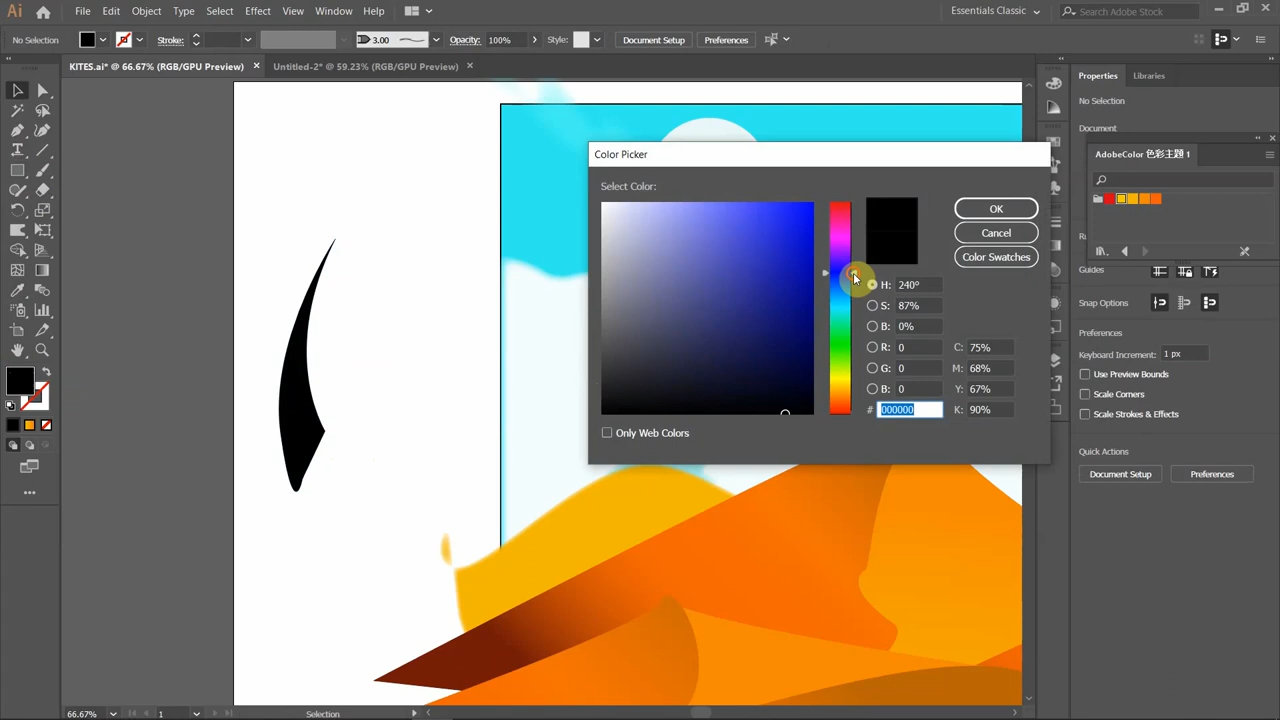 Ai File Edit Object Type Select Effect View Window Help Essentials Classic Search Adobe Stock
No Selection Stroke: 3.00 Opacity: 100% Style: Document Setup Preferences
KITES.ai* @ 66.67% (RGB/GPU Preview) × Untitled-2* @ 59.23% (RGB/GPU Preview) ×
Properties Libraries
No Selection
Document
AdobeColor 色彩主題 1
Color Picker
Select Color:
OK
Cancel
Color Swatches
H: 240°
S: 87%
B: 0%
R: 0 C: 75%
G: 0 M: 68%
B: 0 Y: 67%
# 000000 K: 90%
Only Web Colors
Guides
Snap Options
Preferences
Keyboard Increment: 1 px
Use Preview Bounds
Scale Corners
Scale Strokes & Effects
Quick Actions
Document Setup Preferences
66.67% 1 Selection